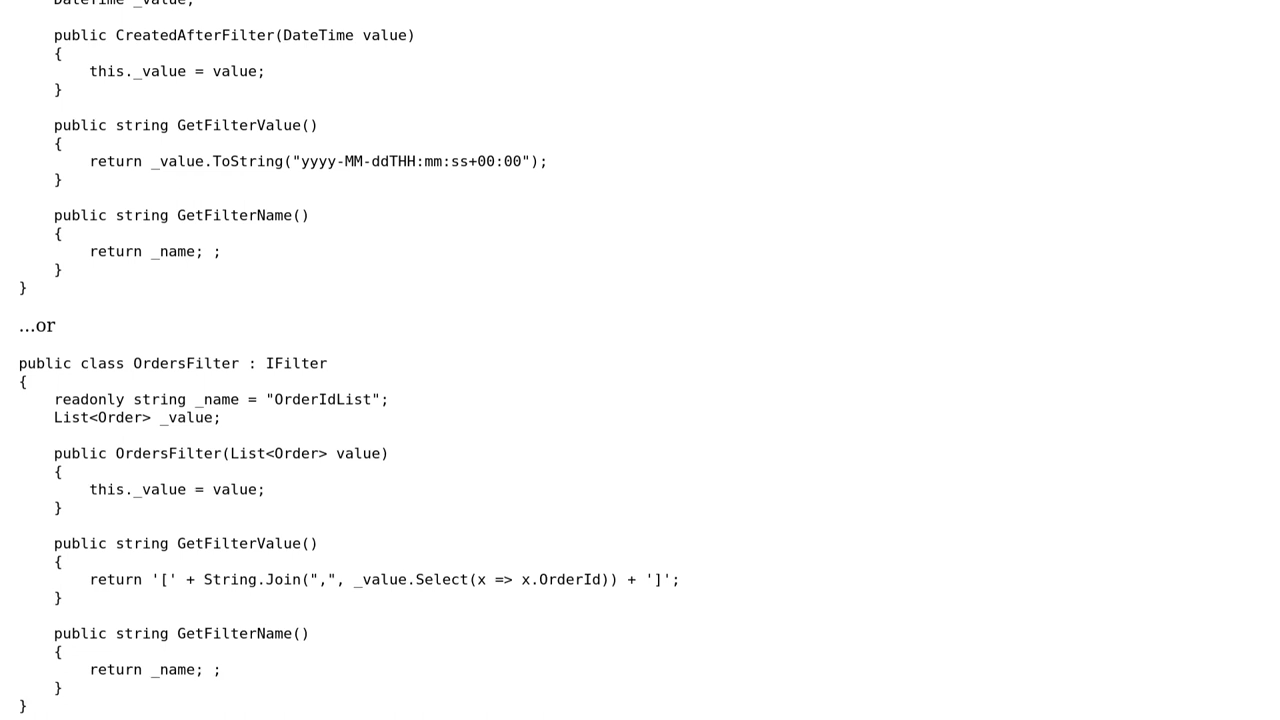 DateTime _value;
public CreatedAfterFilter(DateTime value)
{
this._value = value;
}
public string GetFilterValue()
{
return _value.ToString("yyyy-MM-ddTHH:mm:ss+00:00");
}
public string GetFilterName()
{
return _name; ;
}
}
...or
public class OrdersFilter : IFilter
{
readonly string _name = "OrderIdList";
List<Order> _value;
public OrdersFilter(List<Order> value)
{
this._value = value;
}
public string GetFilterValue()
{
return '[' + String.Join(",", _value.Select(x => x.OrderId)) + ']';
}
public string GetFilterName()
{
return _name; ;
}
}